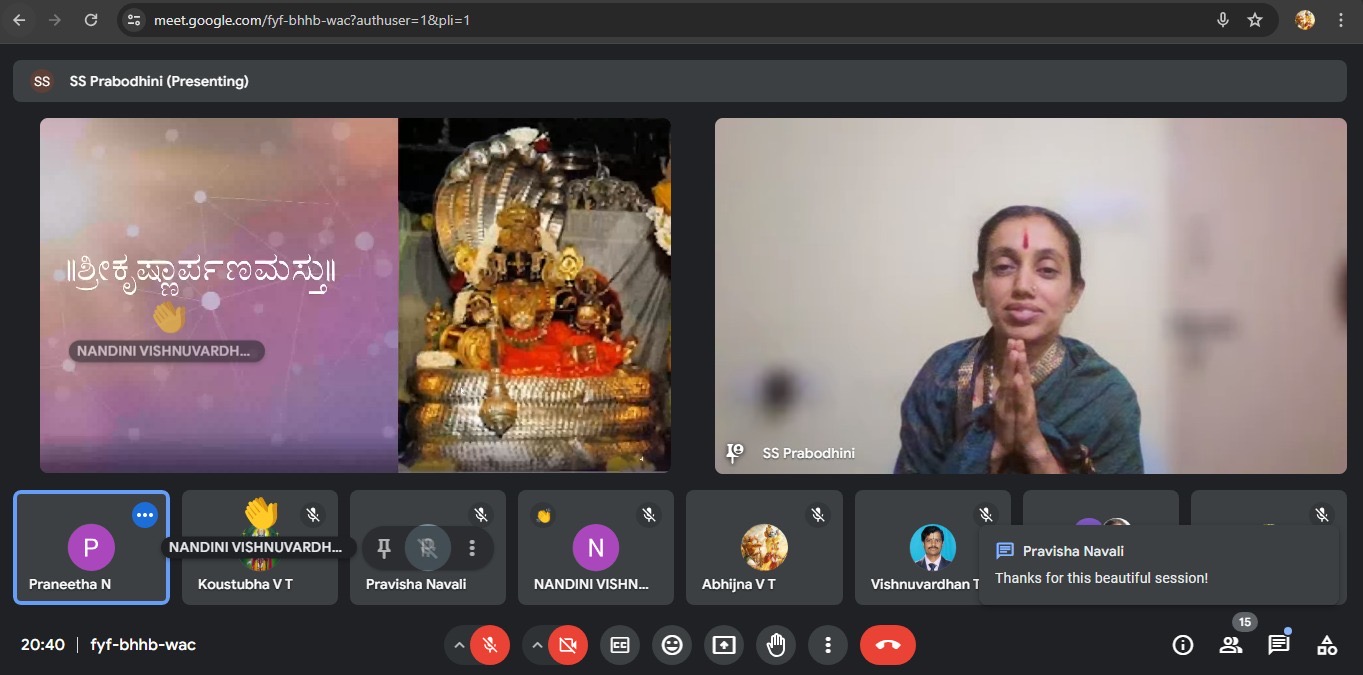 meet.google.com/fyf-bhhb-wac?authuser=1&pli=1
SS SS Prabodhini (Presenting)
॥ಶ್ರೀಕೃಷ್ಣಾರ್ಪಣಮಸ್ತು॥
NANDINI VISHNUVARDH...
SS Prabodhini
P
Praneetha N
NANDINI VISHNUVARDH...
Koustubha V T
Pravisha Navali
N
NANDINI VISHN...
Abhijna V T
Vishnuvardhan T
Pravisha Navali
Thanks for this beautiful session!
20:40 | fyf-bhhb-wac
CC
15